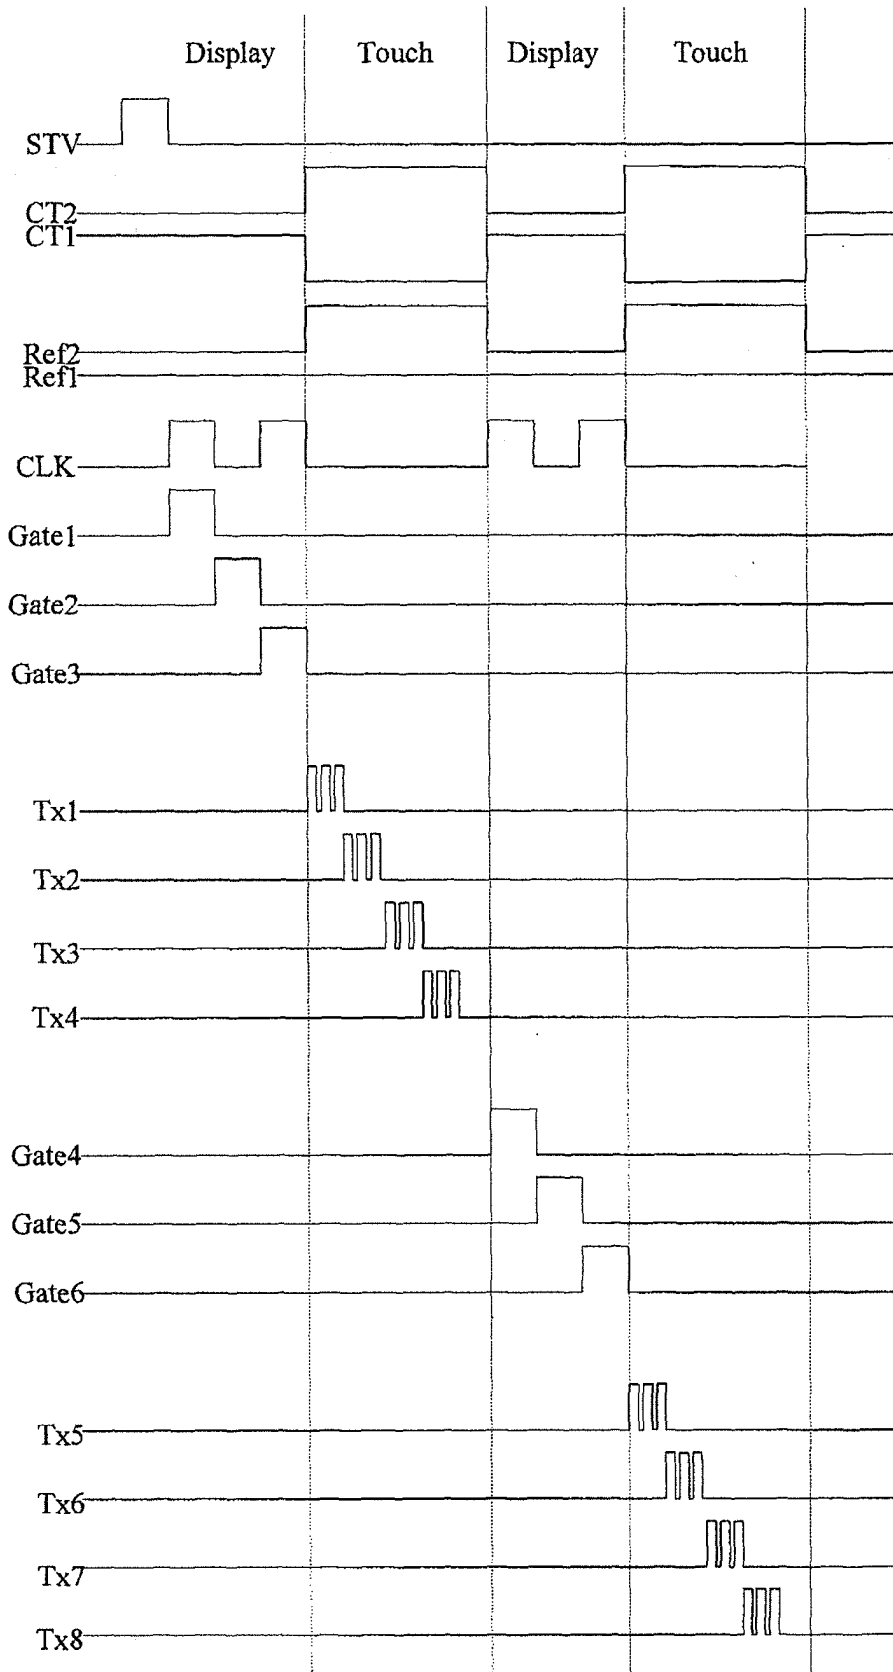 Display Touch Display Touch
STV
CT2
CT1
Ref2
Ref1
CLK
Gate1
Gate2
Gate3
Tx1
Tx2
Tx3
Tx4
Gate4
Gate5
Gate6
Tx5
Tx6
Tx7
Tx8